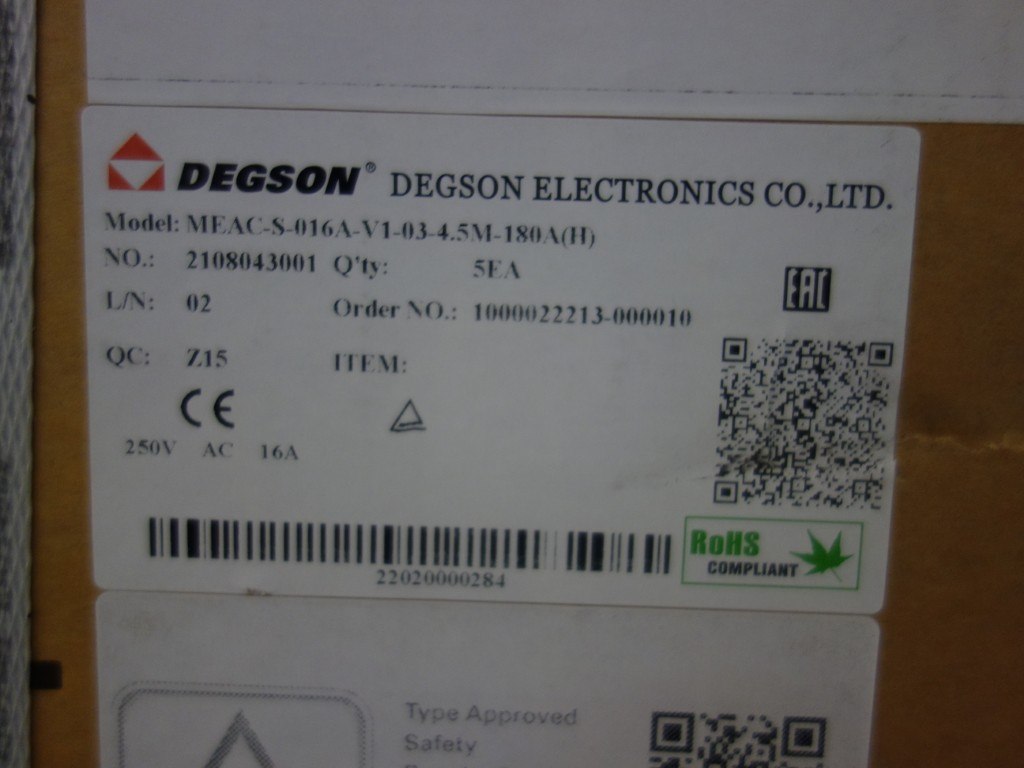 DEGSON® DEGSON ELECTRONICS CO.,LTD.
Model: MEAC-S-016A-V1-03-4.5M-180A(H)
NO.: 2108043001 Q'ty: 5EA
L/N: 02 Order NO.: 1000022213-000010
EAC
QC: Z15 ITEM:
CE
250V AC 16A
22020000284
RoHS
COMPLIANT
Type Approved
Safety